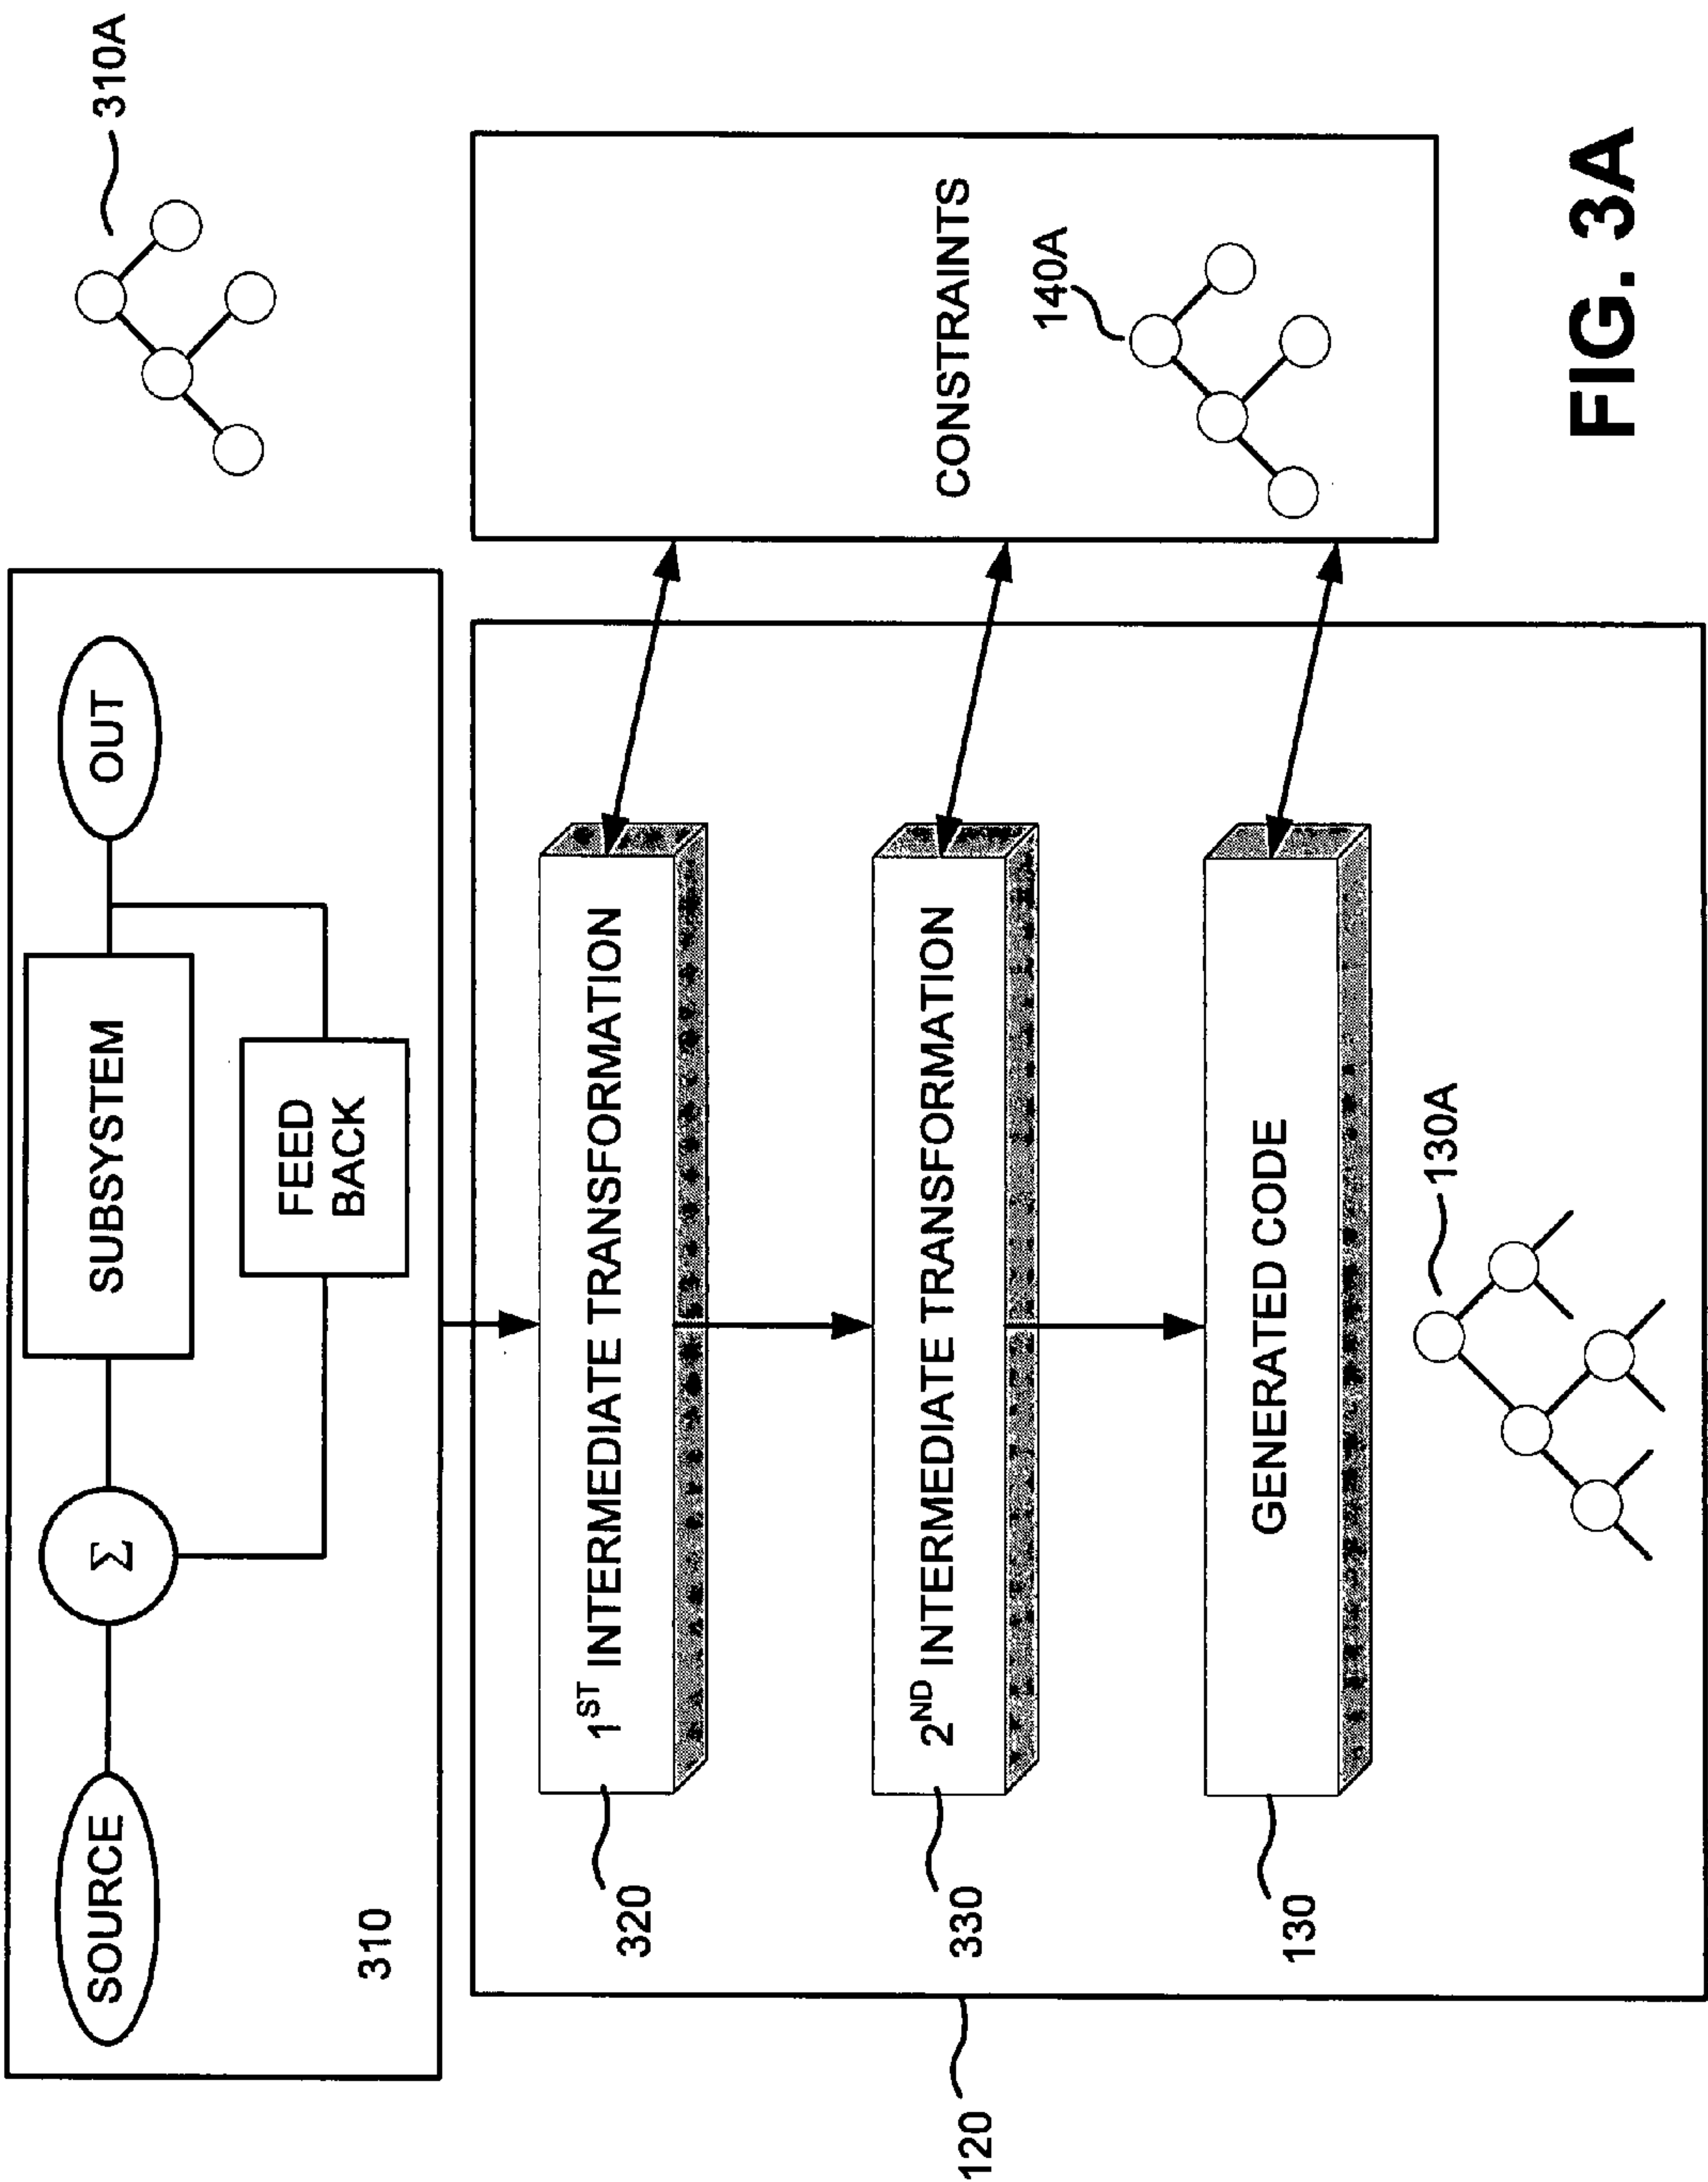 SOURCE
Σ
SUBSYSTEM
OUT
FEED
BACK
310
310A
1ST INTERMEDIATE TRANSFORMATION
320
2ND INTERMEDIATE TRANSFORMATION
330
GENERATED CODE
130
130A
120
CONSTRAINTS
140A
FIG. 3A